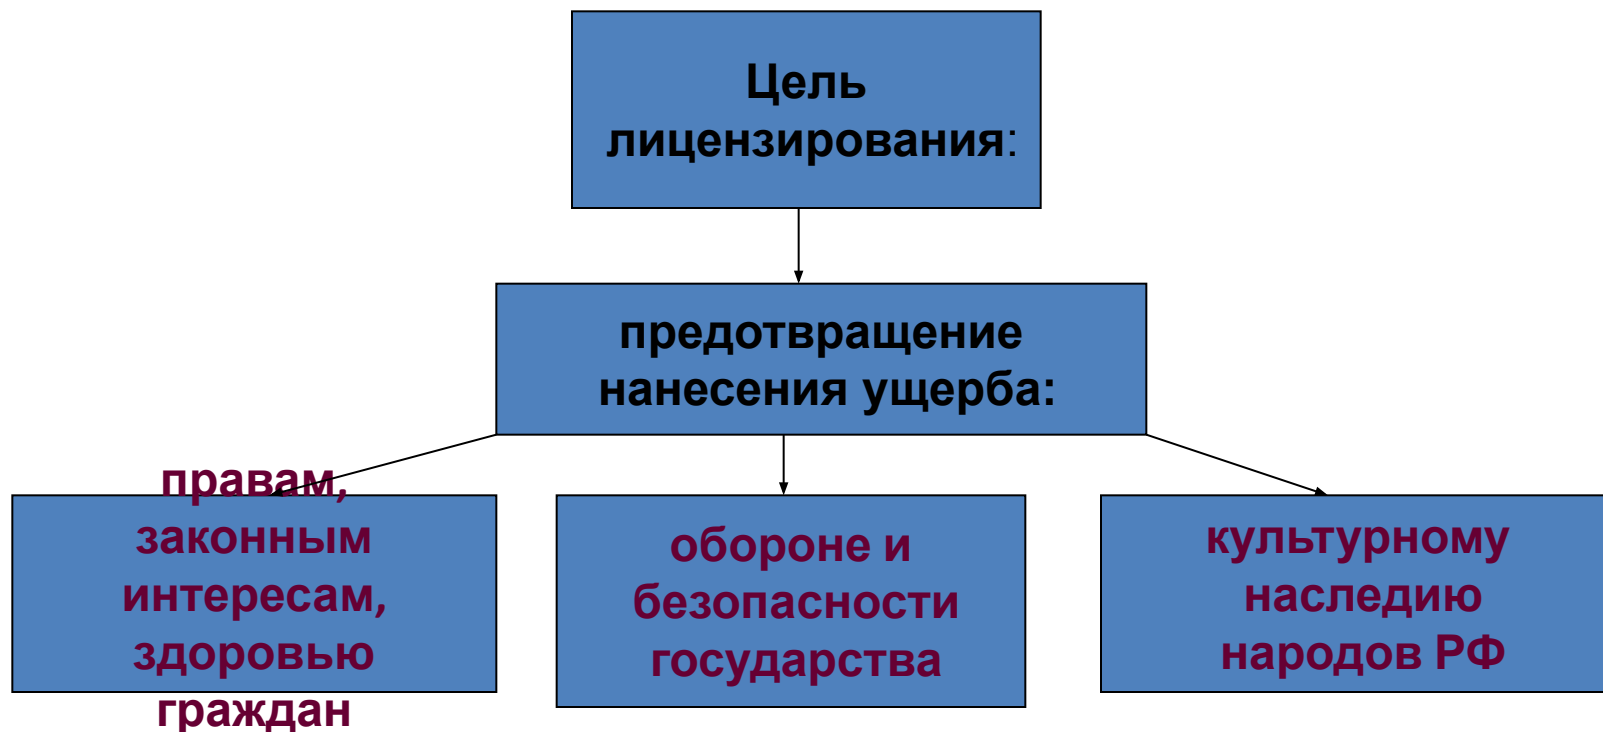 Цель
лицензирования:
предотвращение
нанесения ущерба:
правам,
законным
интересам,
здоровью
граждан
обороне и
безопасности
государства
культурному
наследию
народов РФ